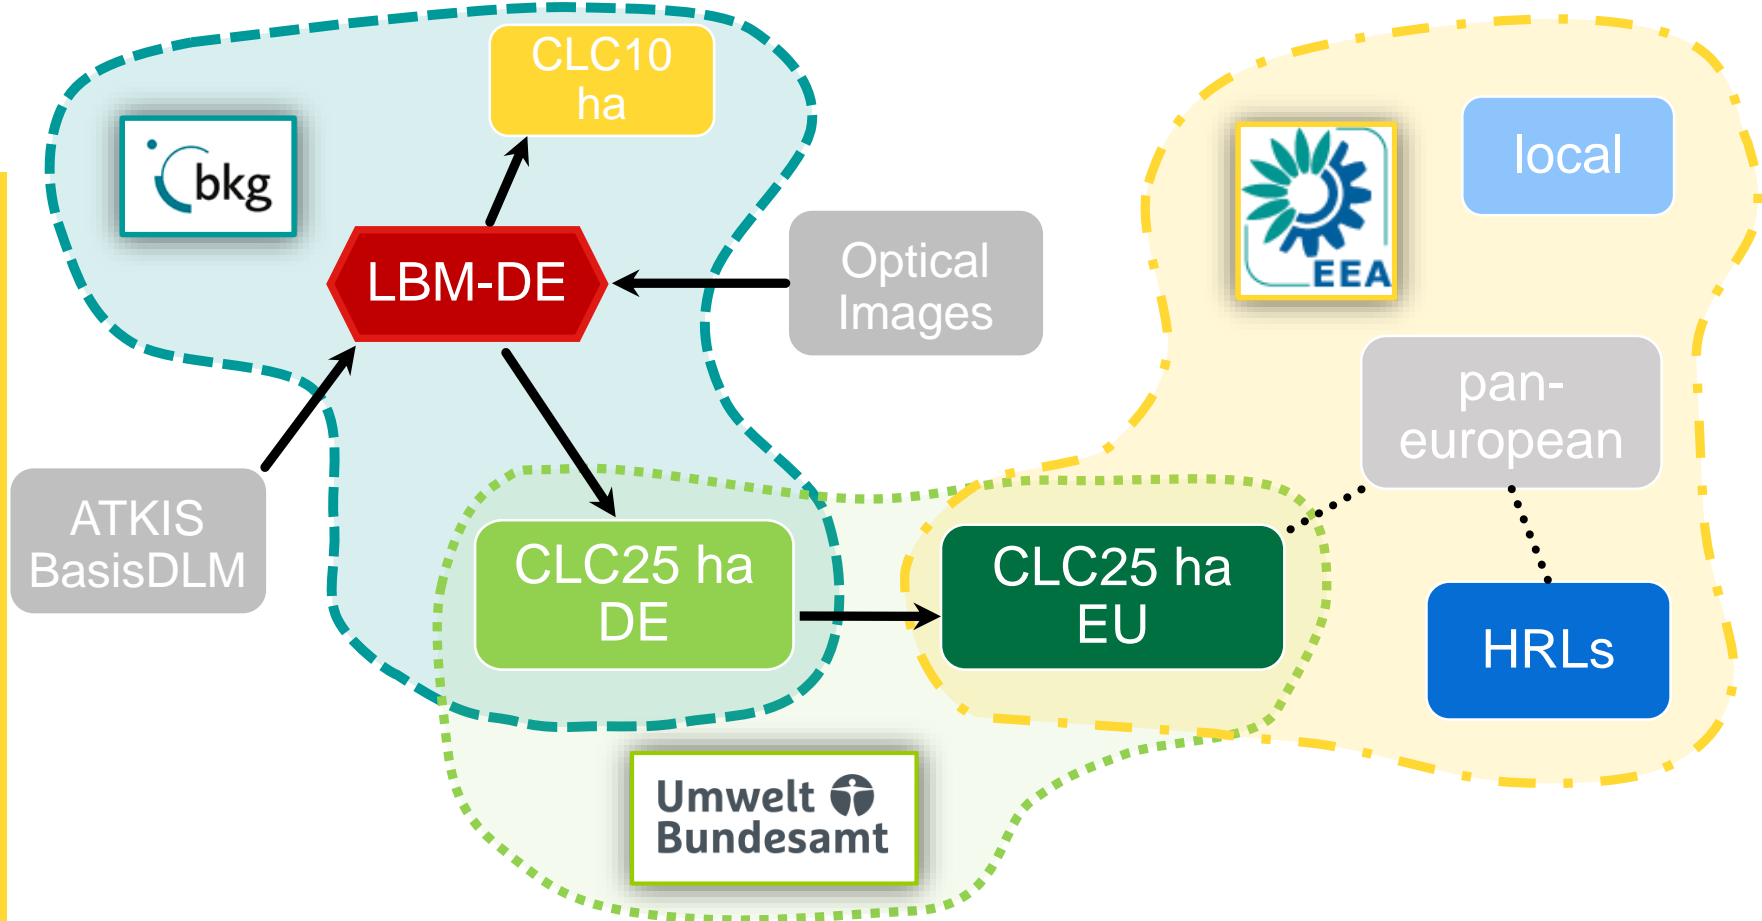 CLC10
ha
bkg
LBM-DE
Optical
Images
EEA
local
pan-
european
ATKIS
BasisDLM
CLC25 ha
DE
CLC25 ha
EU
HRLs
Umwelt
Bundesamt